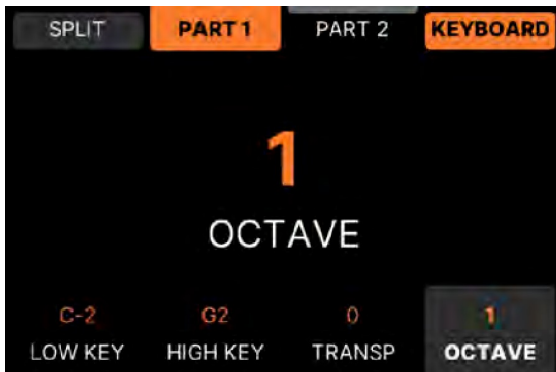 SPLIT PART 1 PART 2 KEYBOARD
1
OCTAVE
C-2 G2 0 1
LOW KEY HIGH KEY TRANSP OCTAVE